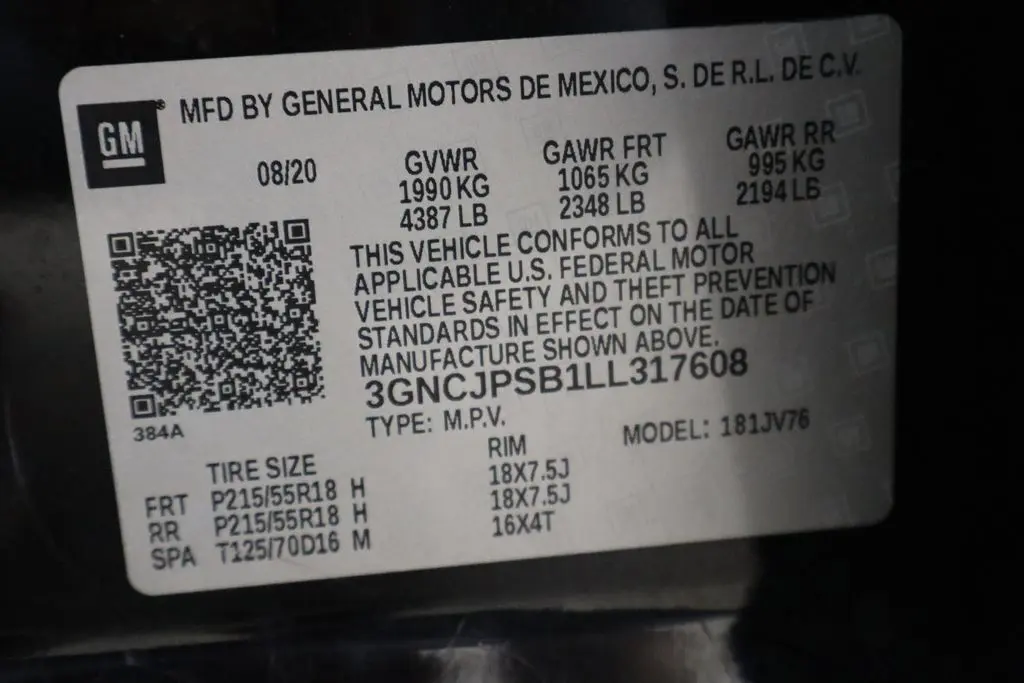 GM ® MFD BY GENERAL MOTORS DE MEXICO, S. DE R.L. DE C.V.
08/20 GVWR GAWR FRT GAWR RR
1990 KG 1065 KG 995 KG
4387 LB 2348 LB 2194 LB
THIS VEHICLE CONFORMS TO ALL
APPLICABLE U.S. FEDERAL MOTOR
VEHICLE SAFETY AND THEFT PREVENTION
STANDARDS IN EFFECT ON THE DATE OF
MANUFACTURE SHOWN ABOVE.
3GNCJPSB1LL317608
384A TYPE: M.P.V. MODEL: 181JV76
TIRE SIZE RIM
FRT P215/55R18 H 18X7.5J
RR P215/55R18 H 18X7.5J
SPA T125/70D16 M 16X4T